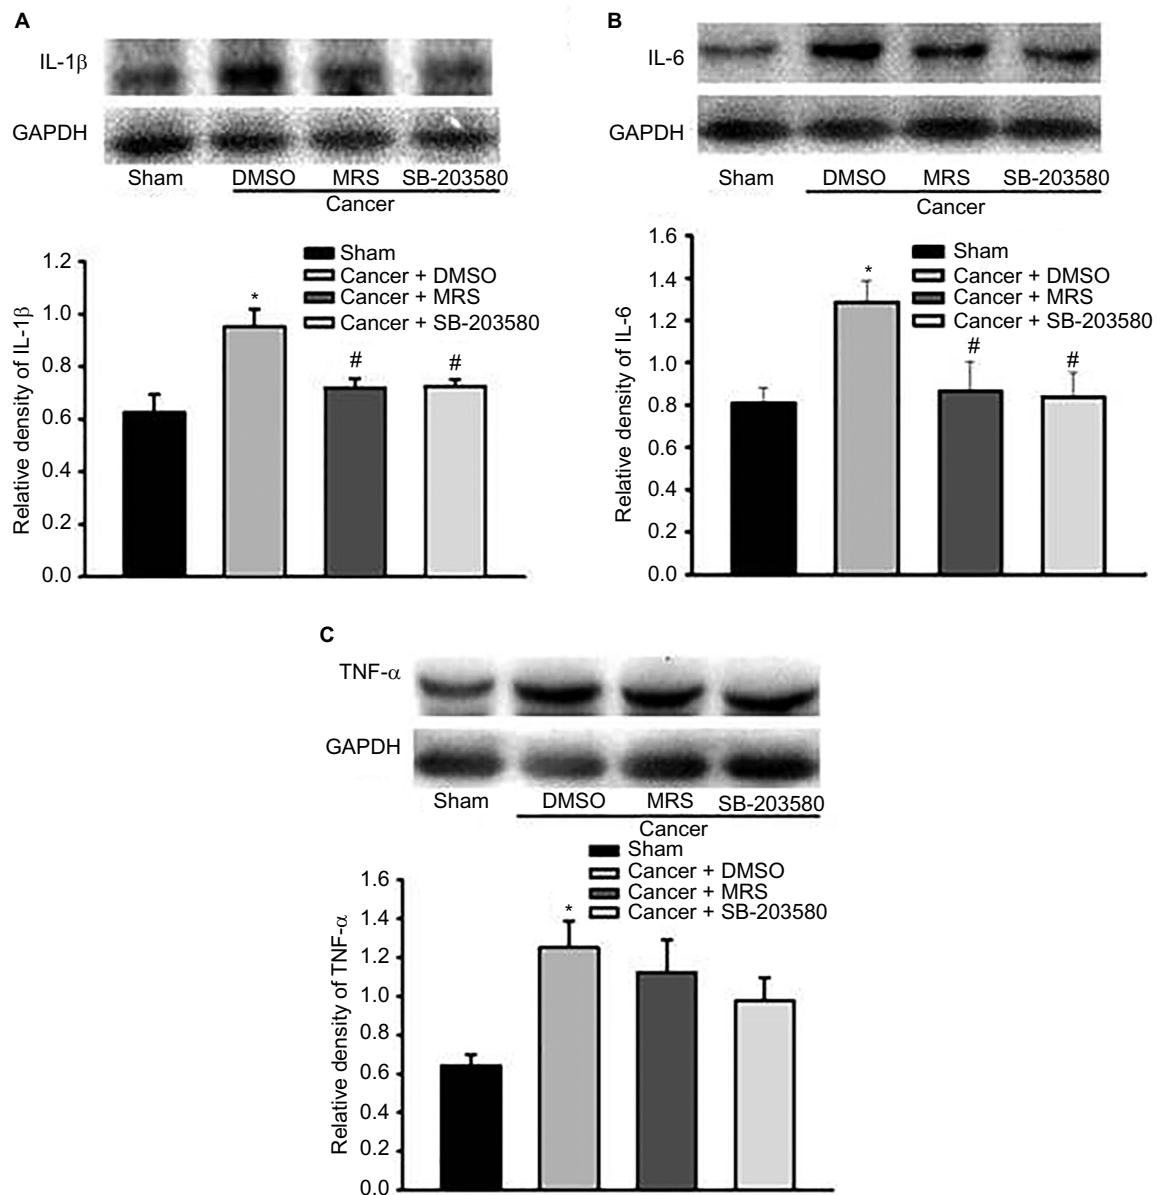 A
IL-1β
GAPDH
Sham DMSO MRS SB-203580
Cancer
Sham
Cancer + DMSO
Cancer + MRS
Cancer + SB-203580
Relative density of IL-1β
1.2
1.0
0.8
0.6
0.4
0.2
0.0
* # #
B
IL-6
GAPDH
Sham DMSO MRS SB-203580
Cancer
Sham
Cancer + DMSO
Cancer + MRS
Cancer + SB-203580
Relative density of IL-6
1.6
1.4
1.2
1.0
0.8
0.6
0.4
0.2
0.0
* # #
C
TNF-α
GAPDH
Sham DMSO MRS SB-203580
Cancer
Sham
Cancer + DMSO
Cancer + MRS
Cancer + SB-203580
Relative density of TNF-α
1.6
1.4
1.2
1.0
0.8
0.6
0.4
0.2
0.0
*